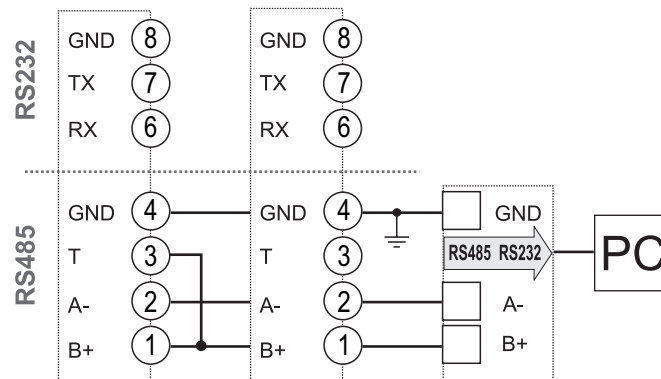 RS232
GND 8 GND 8
TX 7 TX 7
RX 6 RX 6
RS485
GND 4 GND 4 GND
T 3 T 3 RS485 RS232 PC
A- 2 A- 2 A-
B+ 1 B+ 1 B+